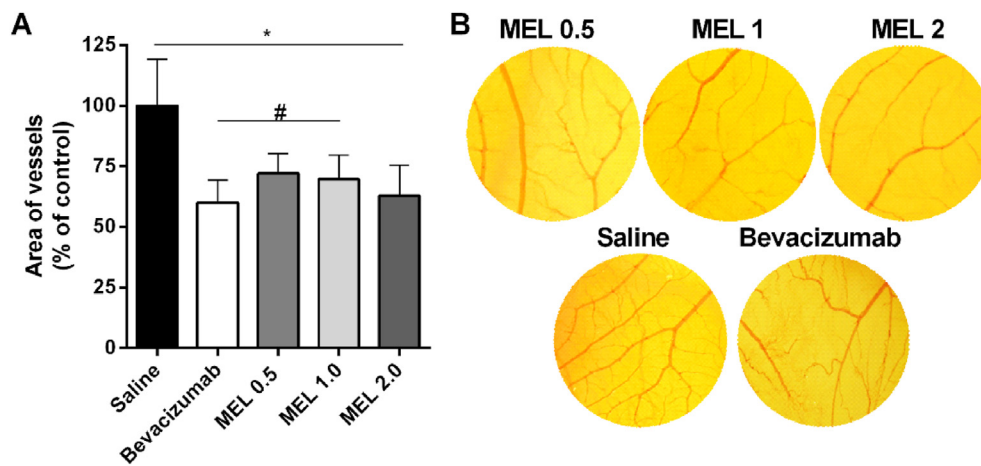 A
Area of vessels
(% of control)
125
100
75
50
25
0
*
#
Saline
Bevacizumab
MEL 0.5
MEL 1.0
MEL 2.0
B
MEL 0.5
MEL 1
MEL 2
Saline
Bevacizumab